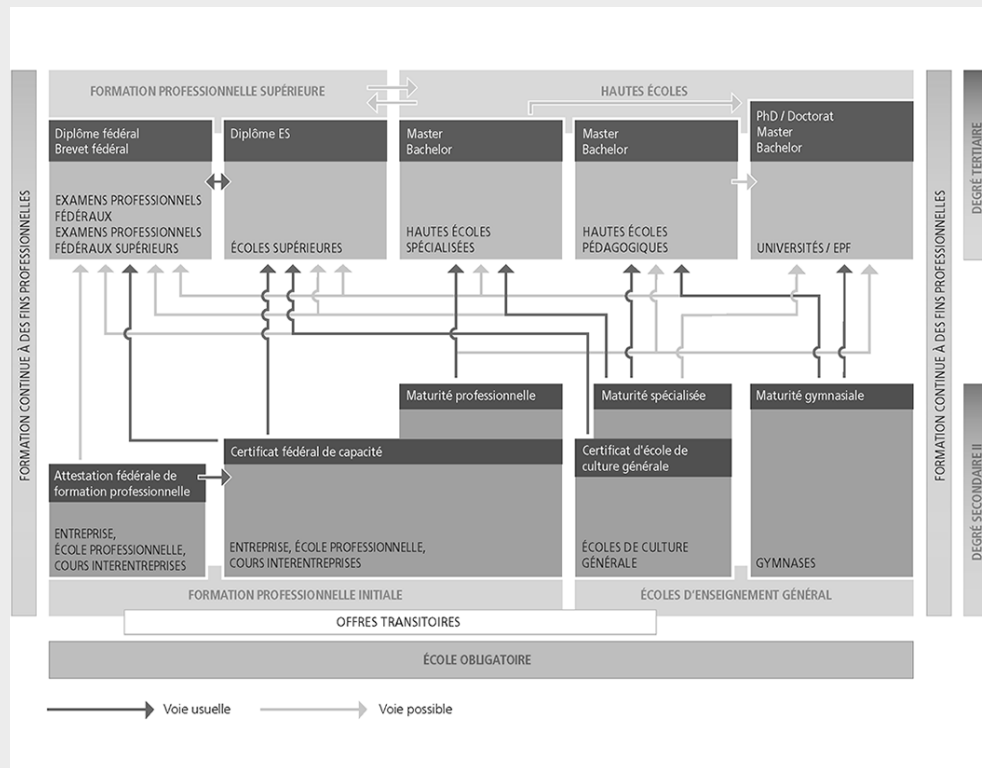 FORMATION CONTINUE À DES FINS PROFESSIONNELLES
FORMATION PROFESSIONNELLE SUPÉRIEURE
HAUTES ÉCOLES
Diplôme fédéral
Brevet fédéral
EXAMENS PROFESSIONNELS
FÉDÉRAUX
EXAMENS PROFESSIONNELS
FÉDÉRAUX SUPÉRIEURS
Diplôme ES
ÉCOLES SUPÉRIEURES
Master
Bachelor
HAUTES ÉCOLES
SPÉCIALISÉES
Master
Bachelor
HAUTES ÉCOLES
PÉDAGOGIQUES
PhD / Doctorat
Master
Bachelor
UNIVERSITÉS / EPF
FORMATION CONTINUE À DES FINS PROFESSIONNELLES
DEGRÉ TERTIAIRE
Attestation fédérale de
formation professionnelle
ENTREPRISE,
ÉCOLE PROFESSIONNELLE,
COURS INTERENTREPRISES
Maturité professionnelle
Certificat fédéral de capacité
ENTREPRISE, ÉCOLE PROFESSIONNELLE,
COURS INTERENTREPRISES
Maturité spécialisée
Certificat d'école de
culture générale
ÉCOLES DE CULTURE
GÉNÉRALE
Maturité gymnasiale
GYMNASES
DEGRÉ SECONDAIRE II
FORMATION PROFESSIONNELLE INITIALE
ÉCOLES D'ENSEIGNEMENT GÉNÉRAL
OFFRES TRANSITOIRES
ÉCOLE OBLIGATOIRE
Voie usuelle
Voie possible